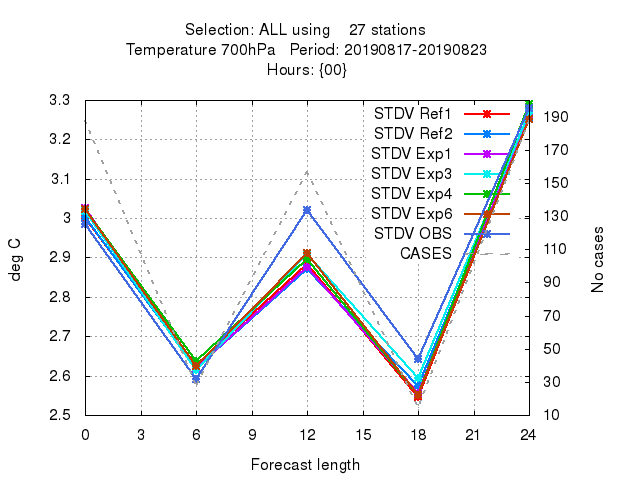 Selection: ALL using 27 stations
Temperature 700hPa Period: 20190817-20190823
Hours: {00}
3.3
3.2
3.1
3
2.9
2.8
2.7
2.6
2.5
deg C
190
170
150
130
110
90
70
50
30
10
No cases
STDV Ref1
STDV Ref2
STDV Exp1
STDV Exp3
STDV Exp4
STDV Exp6
STDV OBS
CASES
0 3 6 9 12 15 18 21 24
Forecast length